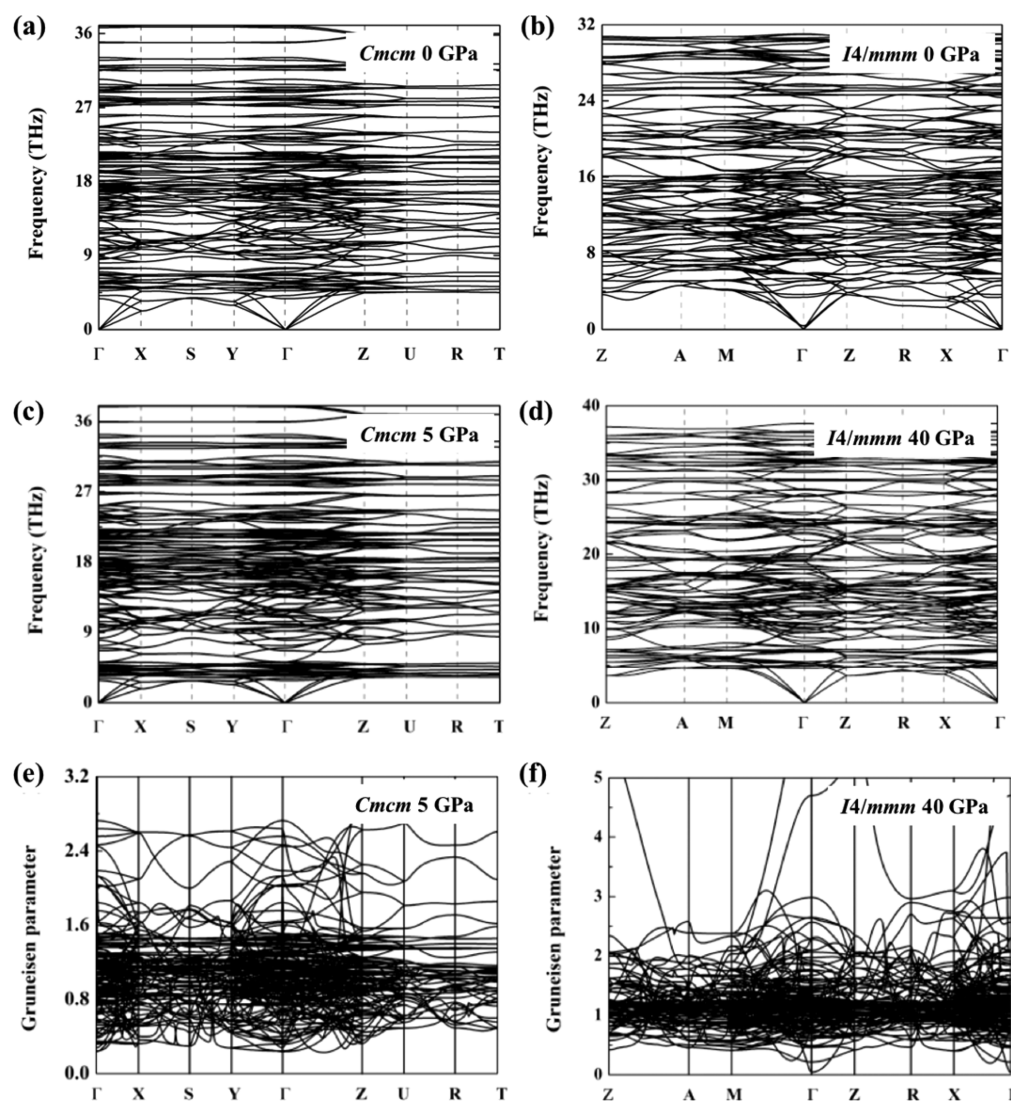 (a)
Cmcm 0 GPa
Frequency (THz)
36
27
18
9
0
Γ X S Y Γ Z U R T
(b)
I4/mmm 0 GPa
Frequency (THz)
32
24
16
8
0
Z A M Γ Z R X Γ
(c)
Cmcm 5 GPa
Frequency (THz)
36
27
18
9
0
Γ X S Y Γ Z U R T
(d)
I4/mmm 40 GPa
Frequency (THz)
40
30
20
10
0
Z A M Γ Z R X Γ
(e)
Cmcm 5 GPa
Gruneisen parameter
3.2
2.4
1.6
0.8
0.0
Γ X S Y Γ Z U R T
(f)
I4/mmm 40 GPa
Gruneisen parameter
5
4
3
2
1
0
Z A M Γ Z R X